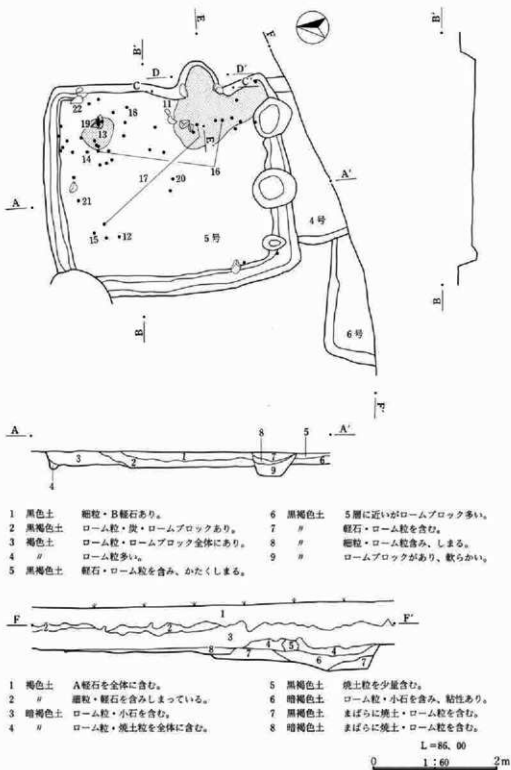 E
B'
F
B'
D
D'
C
C'
11
22
18
19
13
E'
14
16
17
20
A
A'
21
4号
15
12
5号
B
6号
B
F'
A
A'
8
5
3
1
7
2
6
9
4
1 黒色土 細粒・B軽石あり。
2 黒褐色土 ローム粒・炭・ロームブロックあり。
3 褐色土 ローム粒・ロームブロック全体にあり。
4 〃 ローム粒多い。
5 黒褐色土 軽石・ローム粒を含み、かたくしまる。
6 黒褐色土 5層に近いがロームブロック多い。
7 〃 軽石・ローム粒を含む。
8 〃 細粒・ローム粒含み、しまる。
9 〃 ロームブロックがあり、軟らかい。
F
F'
1
2
2
3
4
5
4
8
7
6
7
1 褐色土 A軽石を全体に含む。
2 〃 細粒・軽石を含みしまっている。
3 暗褐色土 ローム粒・小石を含む。
4 〃 ローム粒・焼土粒を全体に含む。
5 黒褐色土 焼土粒を少量含む。
6 暗褐色土 ローム粒・小石を含み、粘性あり。
7 黒褐色土 まばらに焼土・ローム粒を含む。
8 暗褐色土 まばらに焼土・ローム粒を含む。
L=86.00
0 1:60 2m